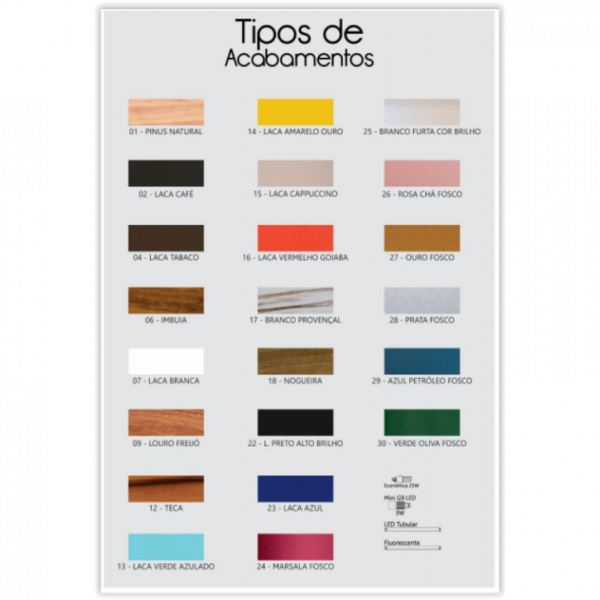 Tipos de
Acabamentos
01 - PINUS NATURAL
14 - LACA AMARELO OURO
25 - BRANCO FURTA COR BRILHO
02 - LACA CAFÉ
15 - LACA CAPPUCCINO
26 - ROSA CHÁ FOSCO
04 - LACA TABACO
16 - LACA VERMELHO GOIABA
27 - OURO FOSCO
06 - IMBUIA
17 - BRANCO PROVENÇAL
28 - PRATA FOSCO
07 - LACA BRANCA
18 - NOGUEIRA
29 - AZUL PETRÓLEO FOSCO
09 - LOURO FREIJÓ
22 - L. PRETO ALTO BRILHO
30 - VERDE OLIVA FOSCO
12 - TECA
23 - LACA AZUL
Econômica 25W
Mini G9 LED
3W
LED Tubular
Fluorescente
13 - LACA VERDE AZULADO
24 - MARSALA FOSCO